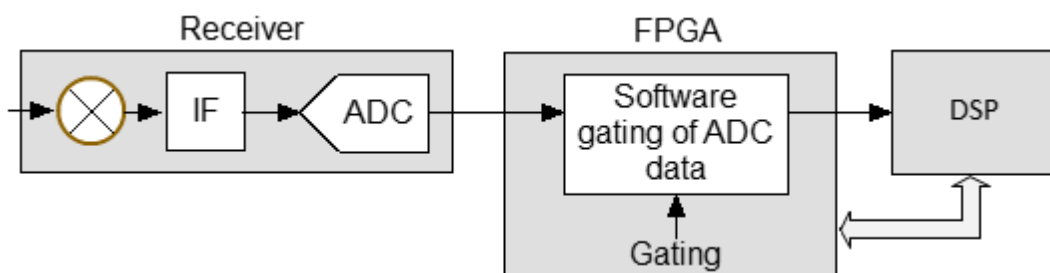 Receiver
FPGA
IF
ADC
Software
gating of ADC
data
DSP
Gating